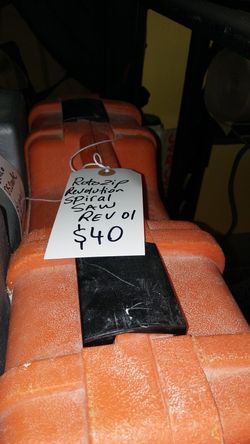 RotoZip
Revolution
Spiral
SAW
Rev 01
$40